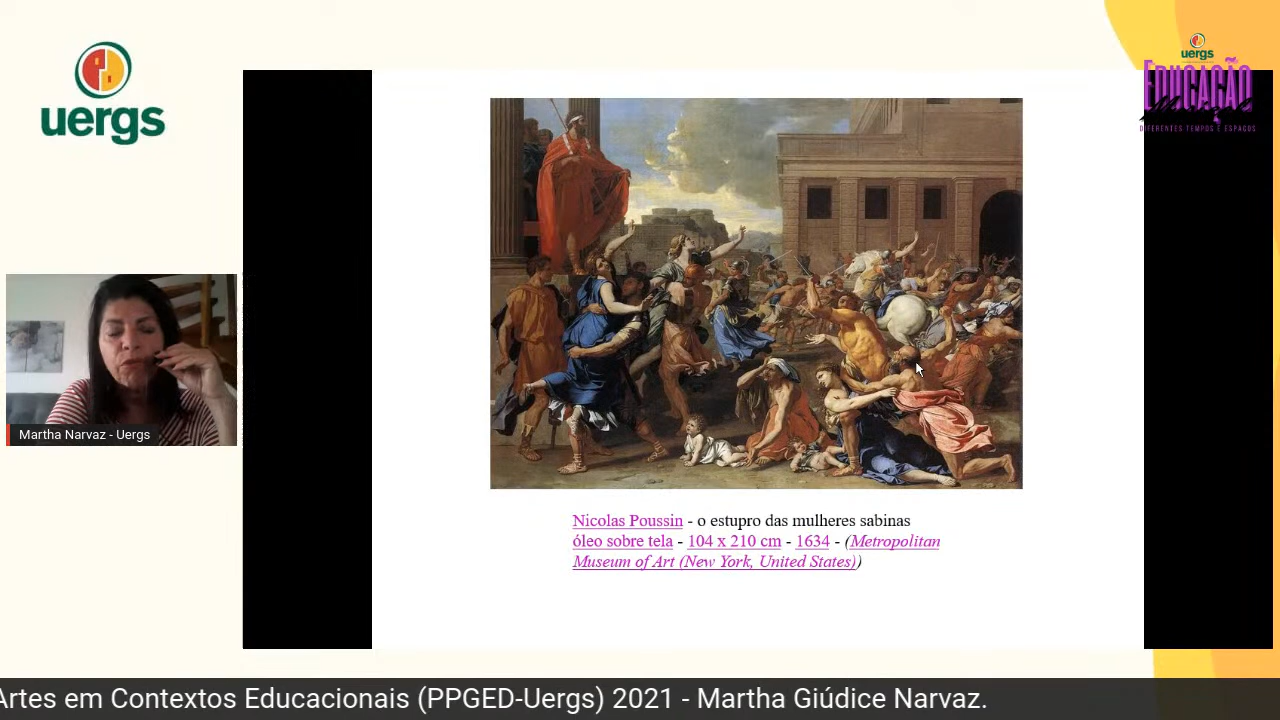 uergs
uergs
EDUCAÇÃO
DIFERENTES TEMPOS E ESPAÇOS
Martha Narvaz - Uergs
Nicolas Poussin - o estupro das mulheres sabinas
óleo sobre tela - 104 x 210 cm - 1634 - (Metropolitan
Museum of Art (New York, United States))
Artes em Contextos Educacionais (PPGED-Uergs) 2021 - Martha Giúdice Narvaz.